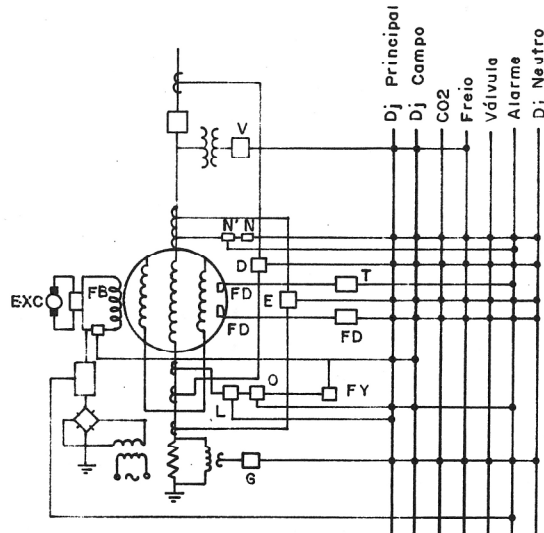 Dj Principal
Dj Campo
CO2
Freio
Válvula
Alarme
Dj Neutro
V
N' N
D
T
E
FD
FD
FD
EXC
FB
O
L
FY
G